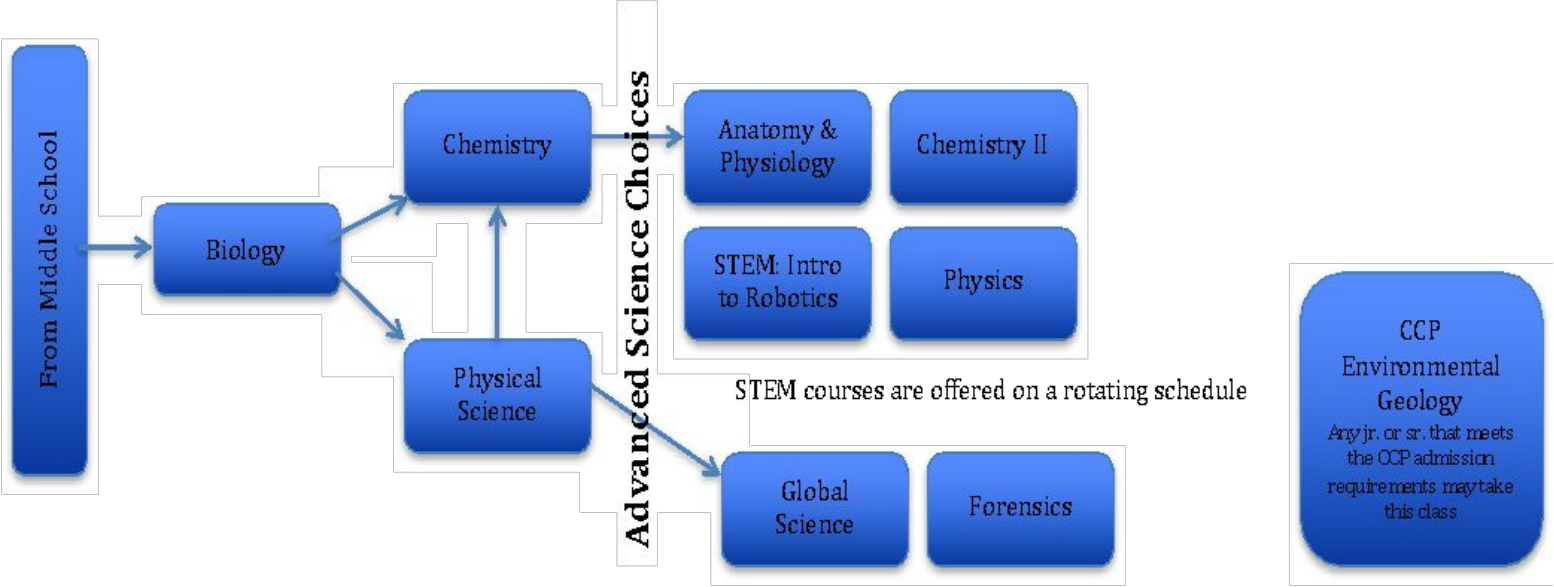 From Middle School
Biology
Chemistry
Physical
Science
Advanced Science Choices
Anatomy &
Physiology
Chemistry II
STEM: Intro
to Robotics
Physics
STEM courses are offered on a rotating schedule
Global
Science
Forensics
CCP
Environmental
Geology
Any jr. or sr. that meets
the CCP admission
requirements may take
this class